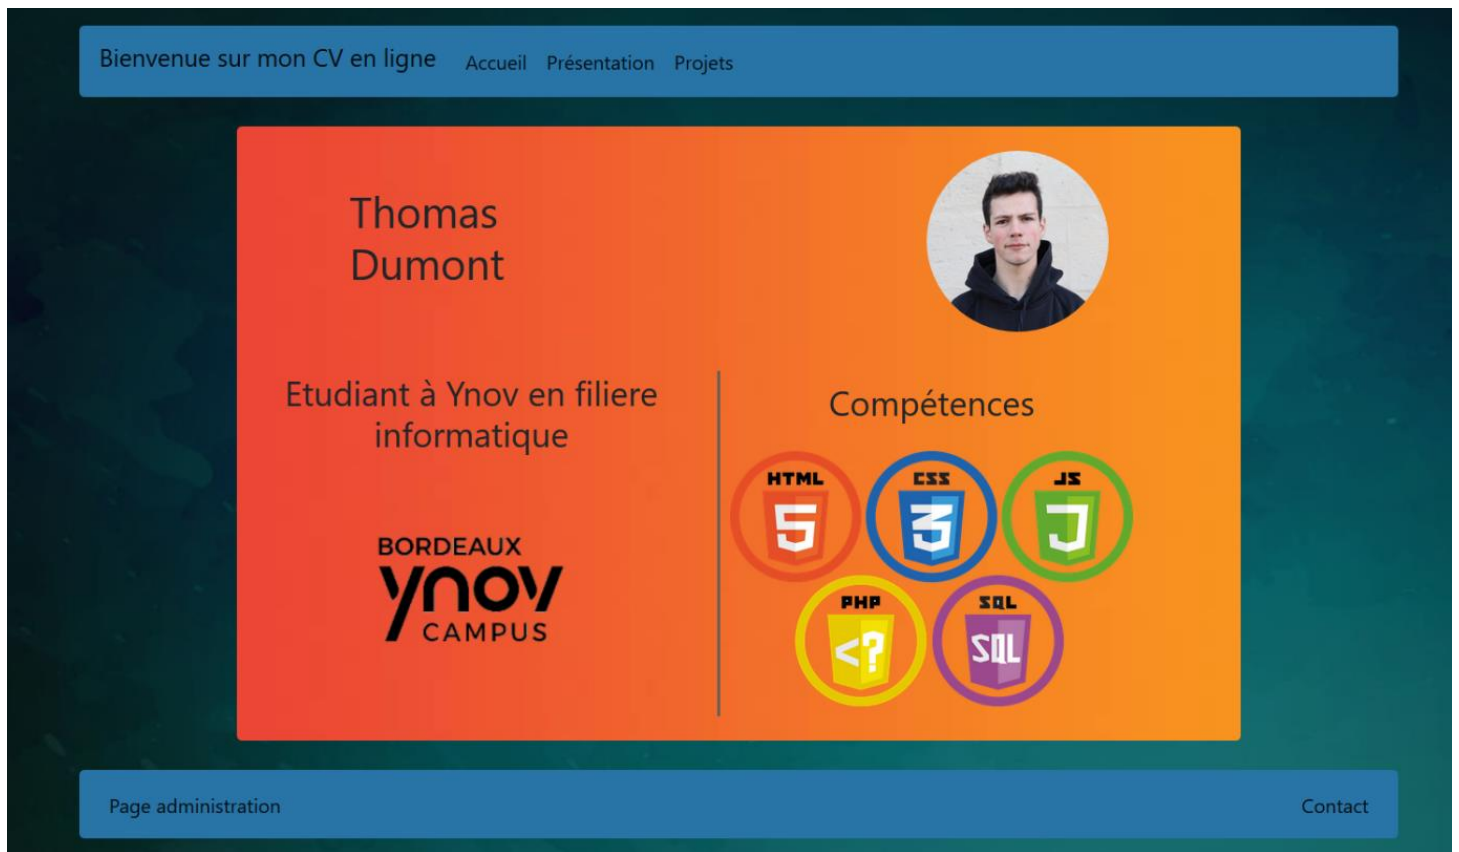 Bienvenue sur mon CV en ligne Accueil Présentation Projets
Thomas
Dumont
Etudiant à Ynov en filiere
informatique
BORDEAUX
YNOV
CAMPUS
Compétences
HTML CSS JS
5 3 J
PHP SQL
<? SQL
Page administration Contact